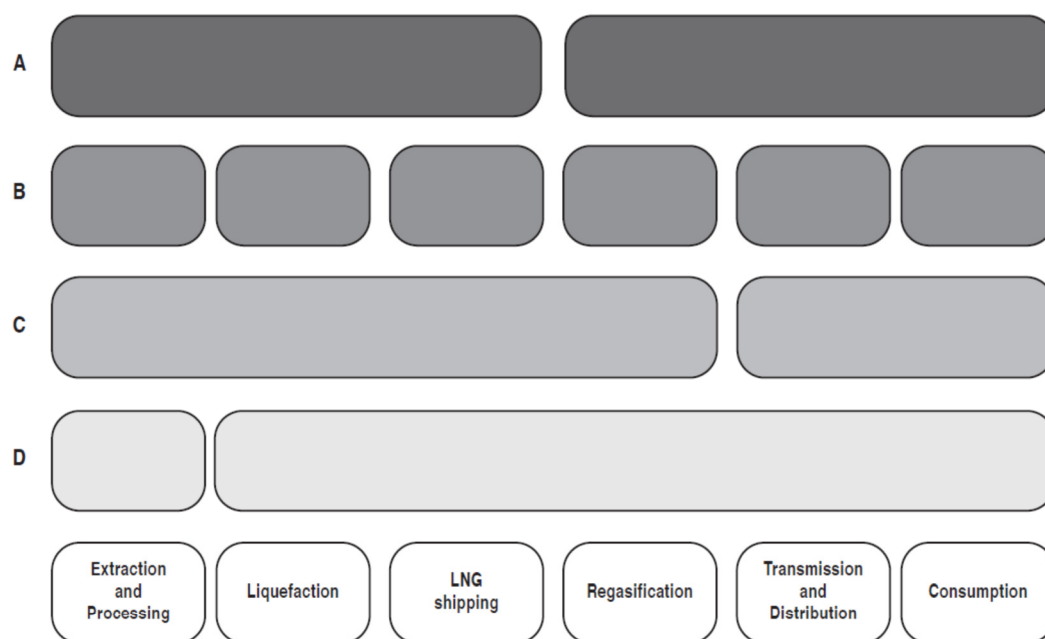 A
B
C
D
Extraction
and
Processing
Liquefaction
LNG
shipping
Regasification
Transmission
and
Distribution
Consumption